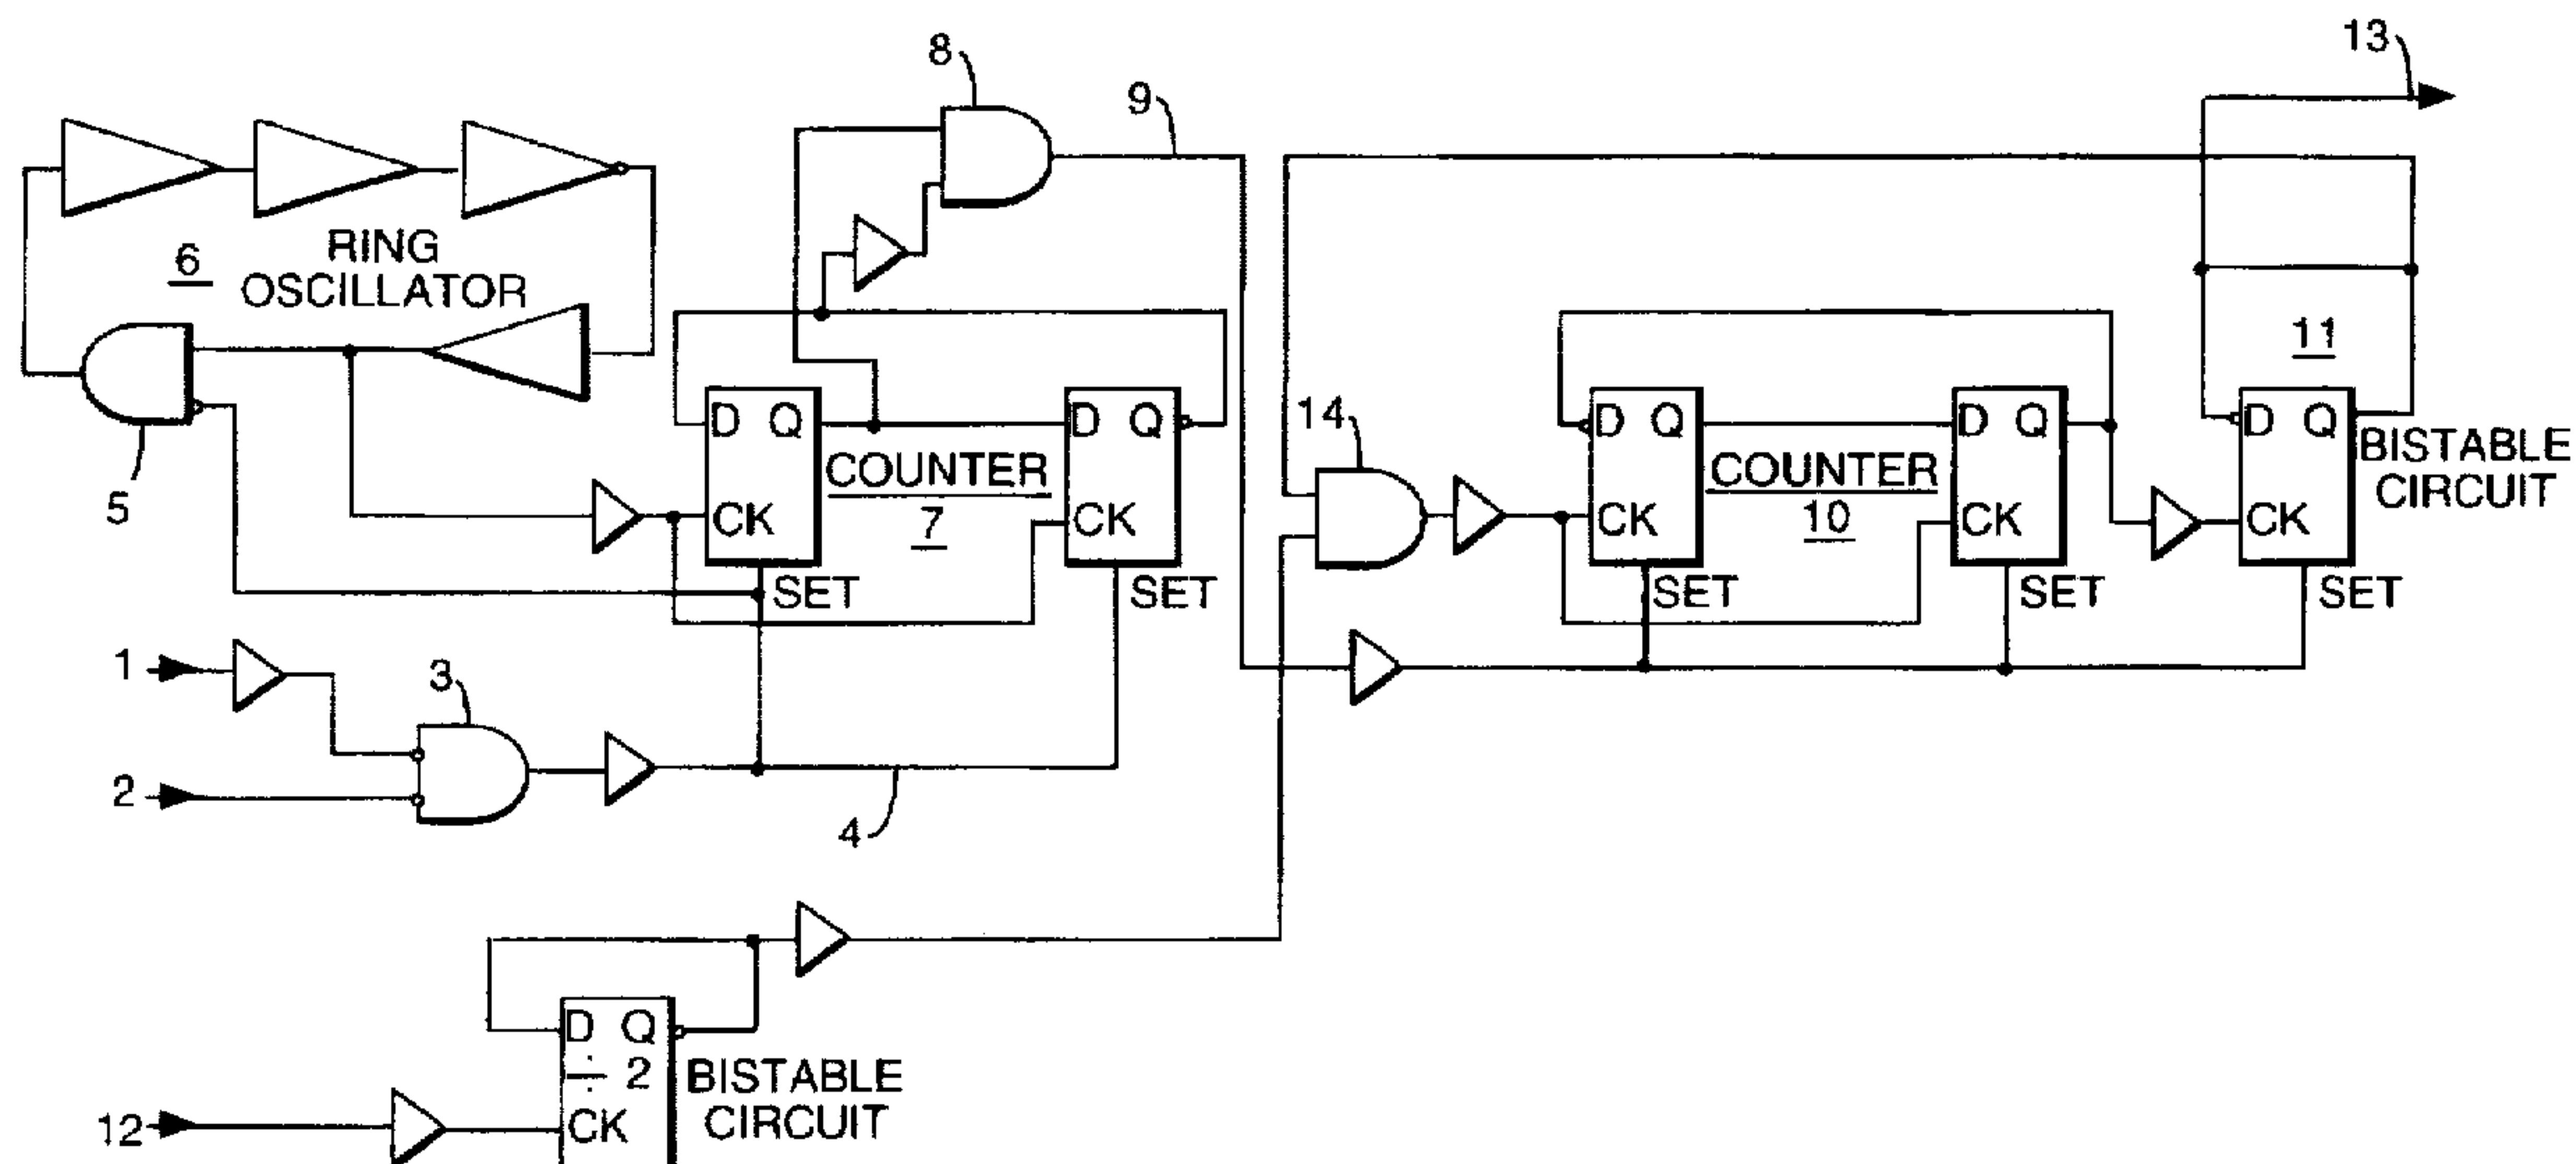 13
8
9
6
RING
OSCILLATOR
11
14
D Q
D Q
D Q
D Q
D Q
COUNTER
7
COUNTER
10
BISTABLE
CIRCUIT
5
CK
CK
CK
CK
CK
SET
SET
SET
SET
SET
1
3
2
4
D Q
÷ 2
BISTABLE
CIRCUIT
12
CK